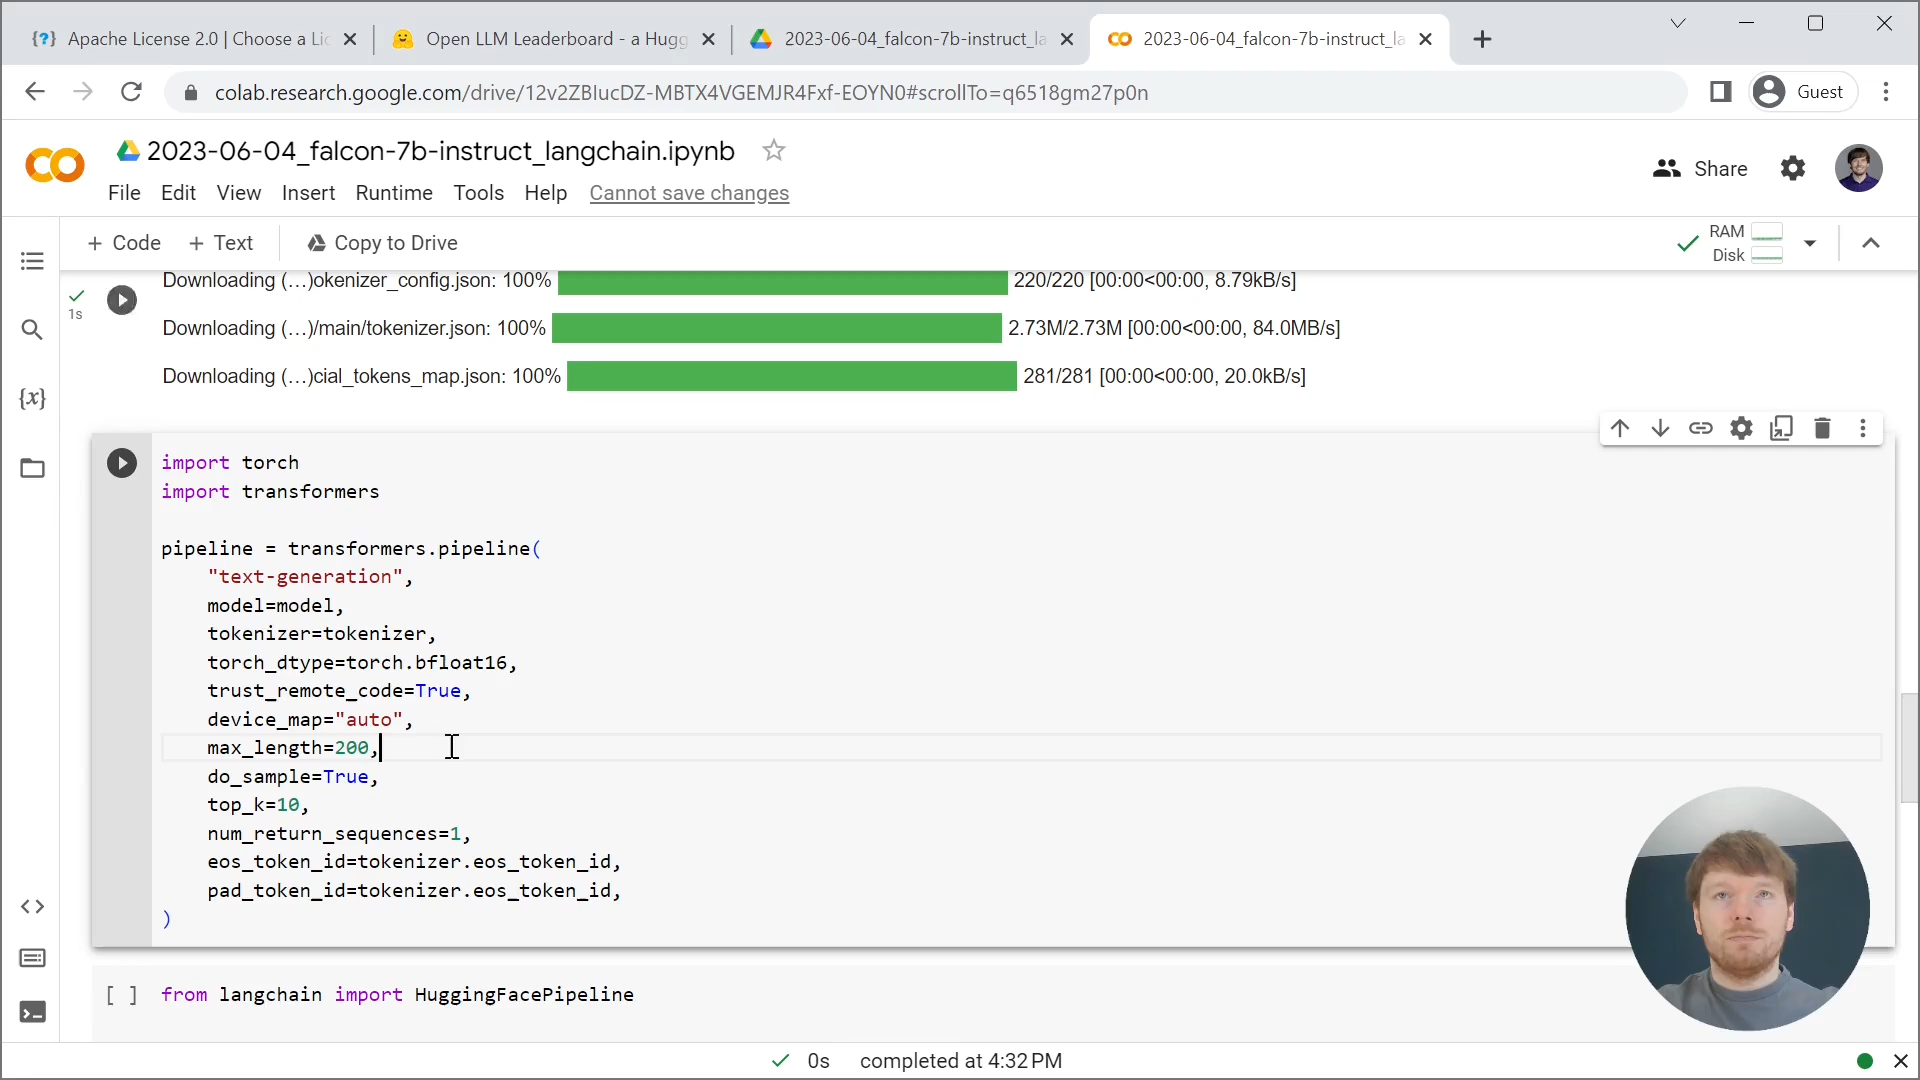 Apache License 2.0 | Choose a Lic
Open LLM Leaderboard - a Hugg
2023-06-04_falcon-7b-instruct_la
2023-06-04_falcon-7b-instruct_la
colab.research.google.com/drive/12v2ZBIucDZ-MBTX4VGEMJR4Fxf-EOYN0#scrollTo=q6518gm27p0n
Guest
2023-06-04_falcon-7b-instruct_langchain.ipynb
Share
File Edit View Insert Runtime Tools Help Cannot save changes
+ Code + Text Copy to Drive
RAM
Disk
Downloading (…)okenizer_config.json: 100% 220/220 [00:00<00:00, 8.79kB/s]
1s
Downloading (…)/main/tokenizer.json: 100% 2.73M/2.73M [00:00<00:00, 84.0MB/s]
Downloading (…)cial_tokens_map.json: 100% 281/281 [00:00<00:00, 20.0kB/s]
import torch
import transformers
pipeline = transformers.pipeline(
"text-generation",
model=model,
tokenizer=tokenizer,
torch_dtype=torch.bfloat16,
trust_remote_code=True,
device_map="auto",
max_length=200,
do_sample=True,
top_k=10,
num_return_sequences=1,
eos_token_id=tokenizer.eos_token_id,
pad_token_id=tokenizer.eos_token_id,
)
[ ] from langchain import HuggingFacePipeline
0s completed at 4:32 PM